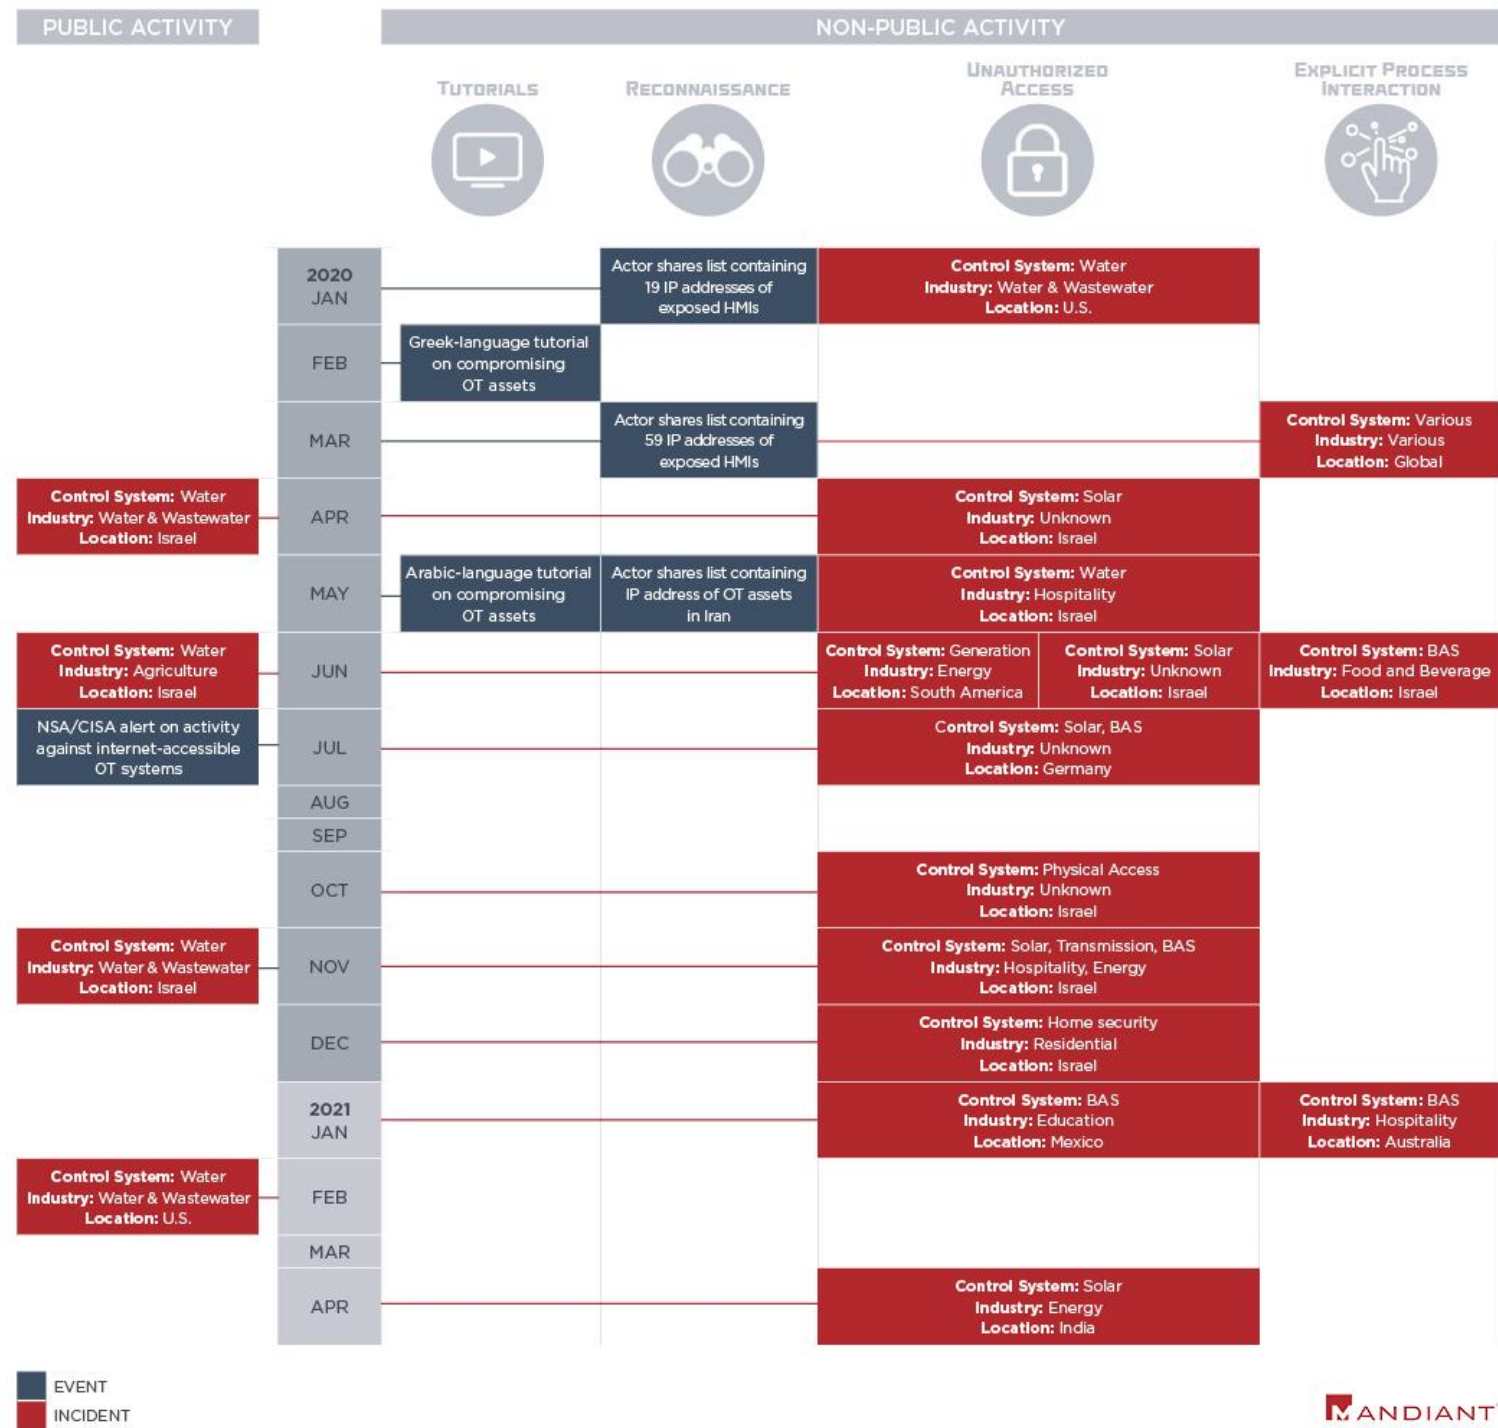 PUBLIC ACTIVITY
NON-PUBLIC ACTIVITY
TUTORIALS
RECONNAISSANCE
UNAUTHORIZED
ACCESS
EXPLICIT PROCESS
INTERACTION
2020
JAN
Actor shares list containing
19 IP addresses of
exposed HMIs
Control System: Water
Industry: Water & Wastewater
Location: U.S.
FEB
Greek-language tutorial
on compromising
OT assets
MAR
Actor shares list containing
59 IP addresses of
exposed HMIs
Control System: Various
Industry: Various
Location: Global
Control System: Water
Industry: Water & Wastewater
Location: Israel
APR
Control System: Solar
Industry: Unknown
Location: Israel
MAY
Arabic-language tutorial
on compromising
OT assets
Actor shares list containing
IP address of OT assets
in Iran
Control System: Water
Industry: Hospitality
Location: Israel
Control System: Water
Industry: Agriculture
Location: Israel
JUN
Control System: Generation
Industry: Energy
Location: South America
Control System: Solar
Industry: Unknown
Location: Israel
Control System: BAS
Industry: Food and Beverage
Location: Israel
NSA/CISA alert on activity
against internet-accessible
OT systems
JUL
Control System: Solar, BAS
Industry: Unknown
Location: Germany
AUG
SEP
OCT
Control System: Physical Access
Industry: Unknown
Location: Israel
Control System: Water
Industry: Water & Wastewater
Location: Israel
NOV
Control System: Solar, Transmission, BAS
Industry: Hospitality, Energy
Location: Israel
DEC
Control System: Home security
Industry: Residential
Location: Israel
2021
JAN
Control System: BAS
Industry: Education
Location: Mexico
Control System: BAS
Industry: Hospitality
Location: Australia
Control System: Water
Industry: Water & Wastewater
Location: U.S.
FEB
MAR
APR
Control System: Solar
Industry: Energy
Location: India
EVENT
INCIDENT
MANDIANT